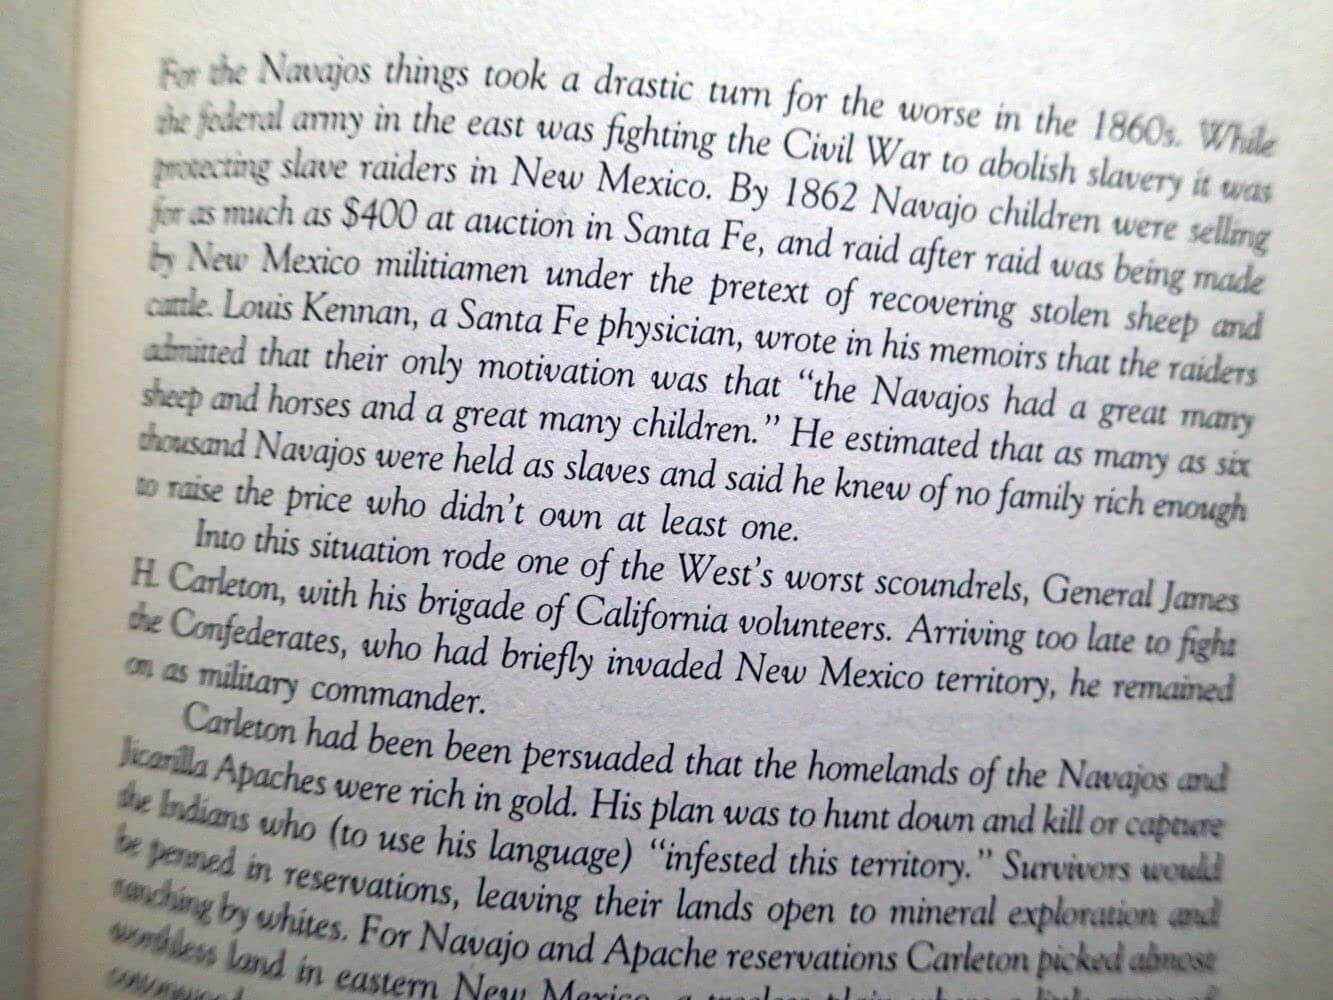 For the Navajos things took a drastic turn for the worse in the 1860s. While
the federal army in the east was fighting the Civil War to abolish slavery it was
protecting slave raiders in New Mexico. By 1862 Navajo children were selling
for as much as $400 at auction in Santa Fe, and raid after raid was being made
by New Mexico militiamen under the pretext of recovering stolen sheep and
cattle. Louis Kennan, a Santa Fe physician, wrote in his memoirs that the raiders
admitted that their only motivation was that “the Navajos had a great many
sheep and horses and a great many children.” He estimated that as many as six
thousand Navajos were held as slaves and said he knew of no family rich enough
to raise the price who didn’t own at least one.
Into this situation rode one of the West’s worst scoundrels, General James
H. Carleton, with his brigade of California volunteers. Arriving too late to fight
the Confederates, who had briefly invaded New Mexico territory, he remained
on as military commander.
Carleton had been been persuaded that the homelands of the Navajos and
Jicarilla Apaches were rich in gold. His plan was to hunt down and kill or capture
the Indians who (to use his language) “infested this territory.” Survivors would
be penned in reservations, leaving their lands open to mineral exploration and
ranching by whites. For Navajo and Apache reservations Carleton picked almost
worthless land in eastern New Mexico, a treeless plain where a